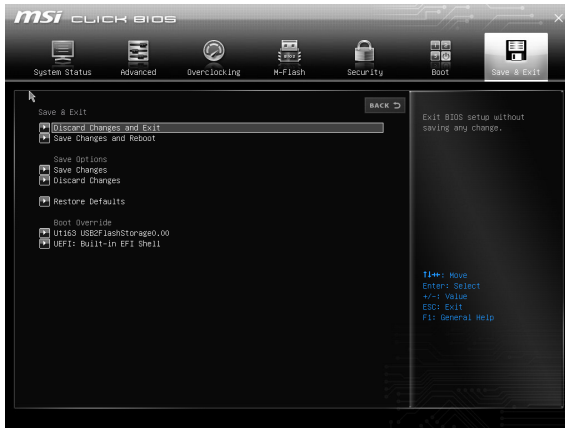 msi CLICK BIOS
System Status Advanced Overclocking M-Flash Security Boot Save & Exit
BACK
Save & Exit
Discard Changes and Exit
Save Changes and Reboot
Save Options
Save Changes
Discard Changes
Restore Defaults
Boot Override
Ut163 USB2FlashStorage0.00
UEFI: Built-in EFI Shell
Exit BIOS setup without
saving any change.
↑↓←→: Move
Enter: Select
+/-: Value
ESC: Exit
F1: General Help